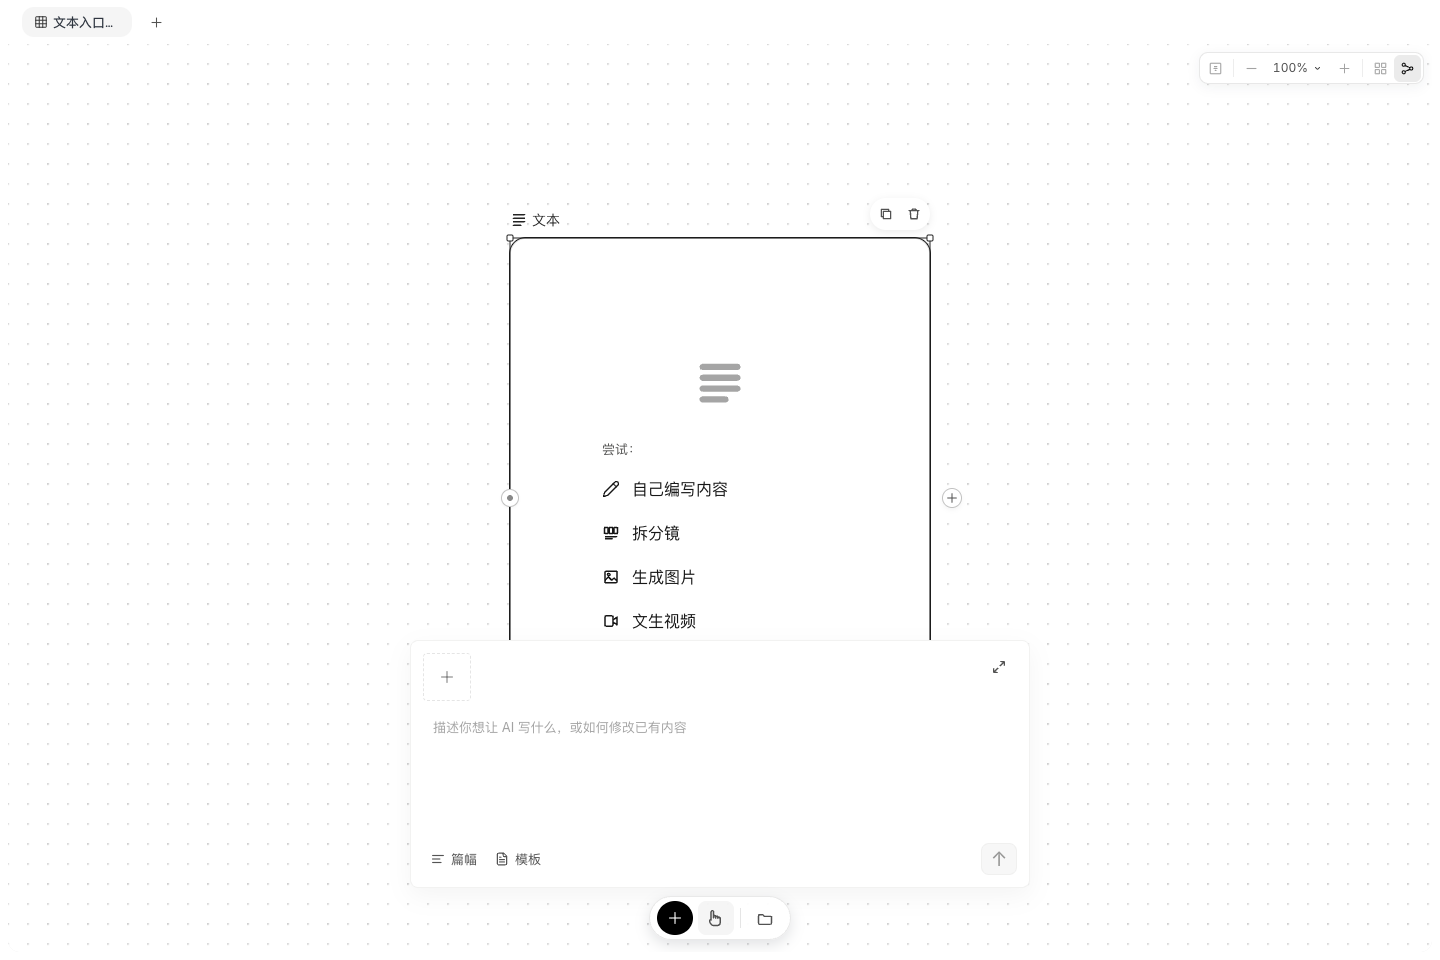 文本入口...
100%
文本
尝试：
自己编写内容
拆分镜
生成图片
文生视频
描述你想让 AI 写什么，或如何修改已有内容
篇幅
模板